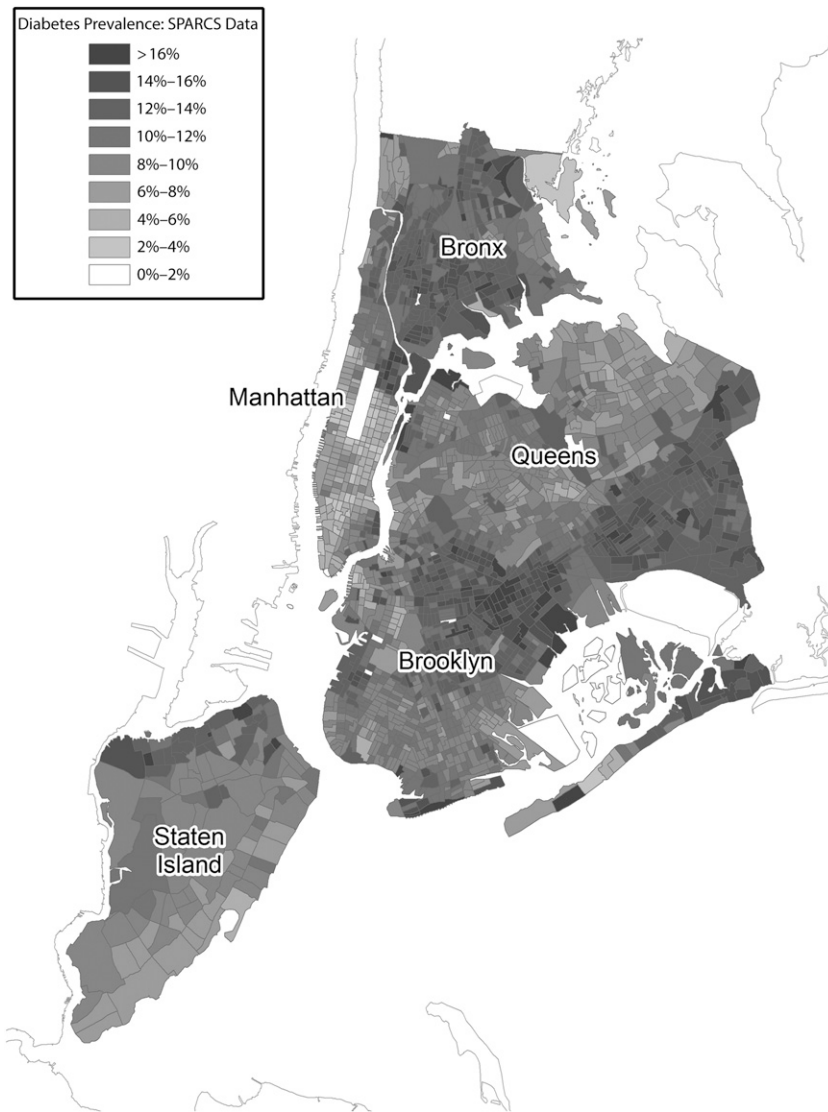 Diabetes Prevalence: SPARCS Data
> 16%
14%–16%
12%–14%
10%–12%
8%–10%
6%–8%
4%–6%
2%–4%
0%–2%
Bronx
Manhattan
Queens
Brooklyn
Staten
Island